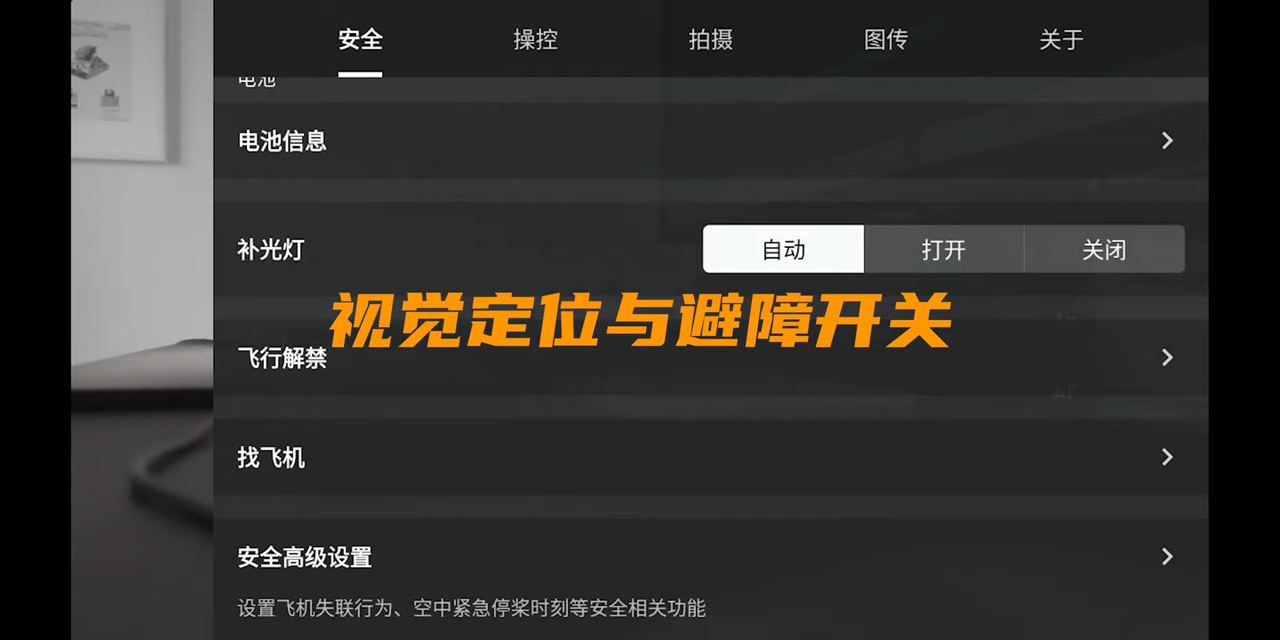 安全 操控 拍摄 图传 关于
电池
电池信息
补光灯 自动 打开 关闭
视觉定位与避障开关
飞行解禁
找飞机
安全高级设置
设置飞机失联行为、空中紧急停桨时刻等安全相关功能